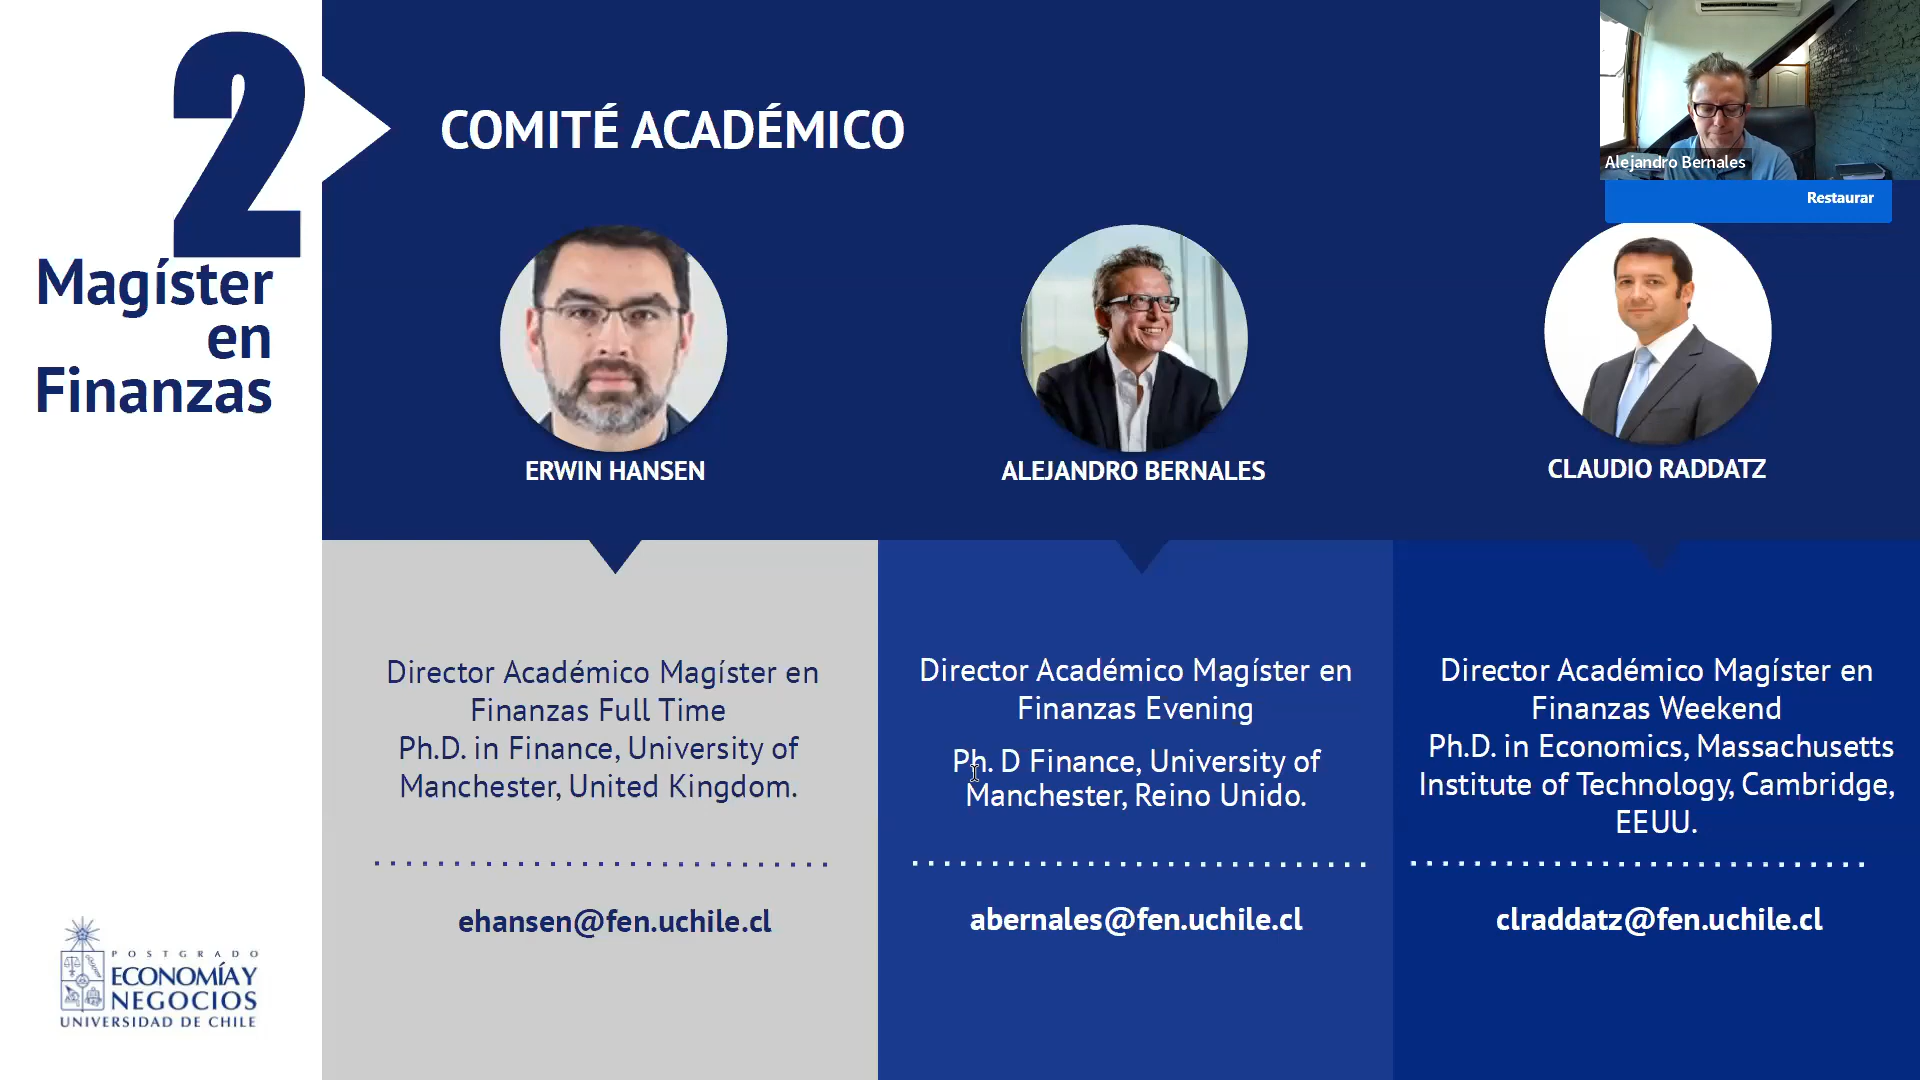 2
Magíster
en
Finanzas
COMITÉ ACADÉMICO
Alejandro Bernales
Restaurar
ERWIN HANSEN
ALEJANDRO BERNALES
CLAUDIO RADDATZ
Director Académico Magíster en
Finanzas Full Time
Ph.D. in Finance, University of
Manchester, United Kingdom.
ehansen@fen.uchile.cl
Director Académico Magíster en
Finanzas Evening
Ph. D Finance, University of
Manchester, Reino Unido.
abernales@fen.uchile.cl
Director Académico Magíster en
Finanzas Weekend
Ph.D. in Economics, Massachusetts
Institute of Technology, Cambridge,
EEUU.
clraddatz@fen.uchile.cl
POSTGRADO
ECONOMÍA Y
NEGOCIOS
UNIVERSIDAD DE CHILE